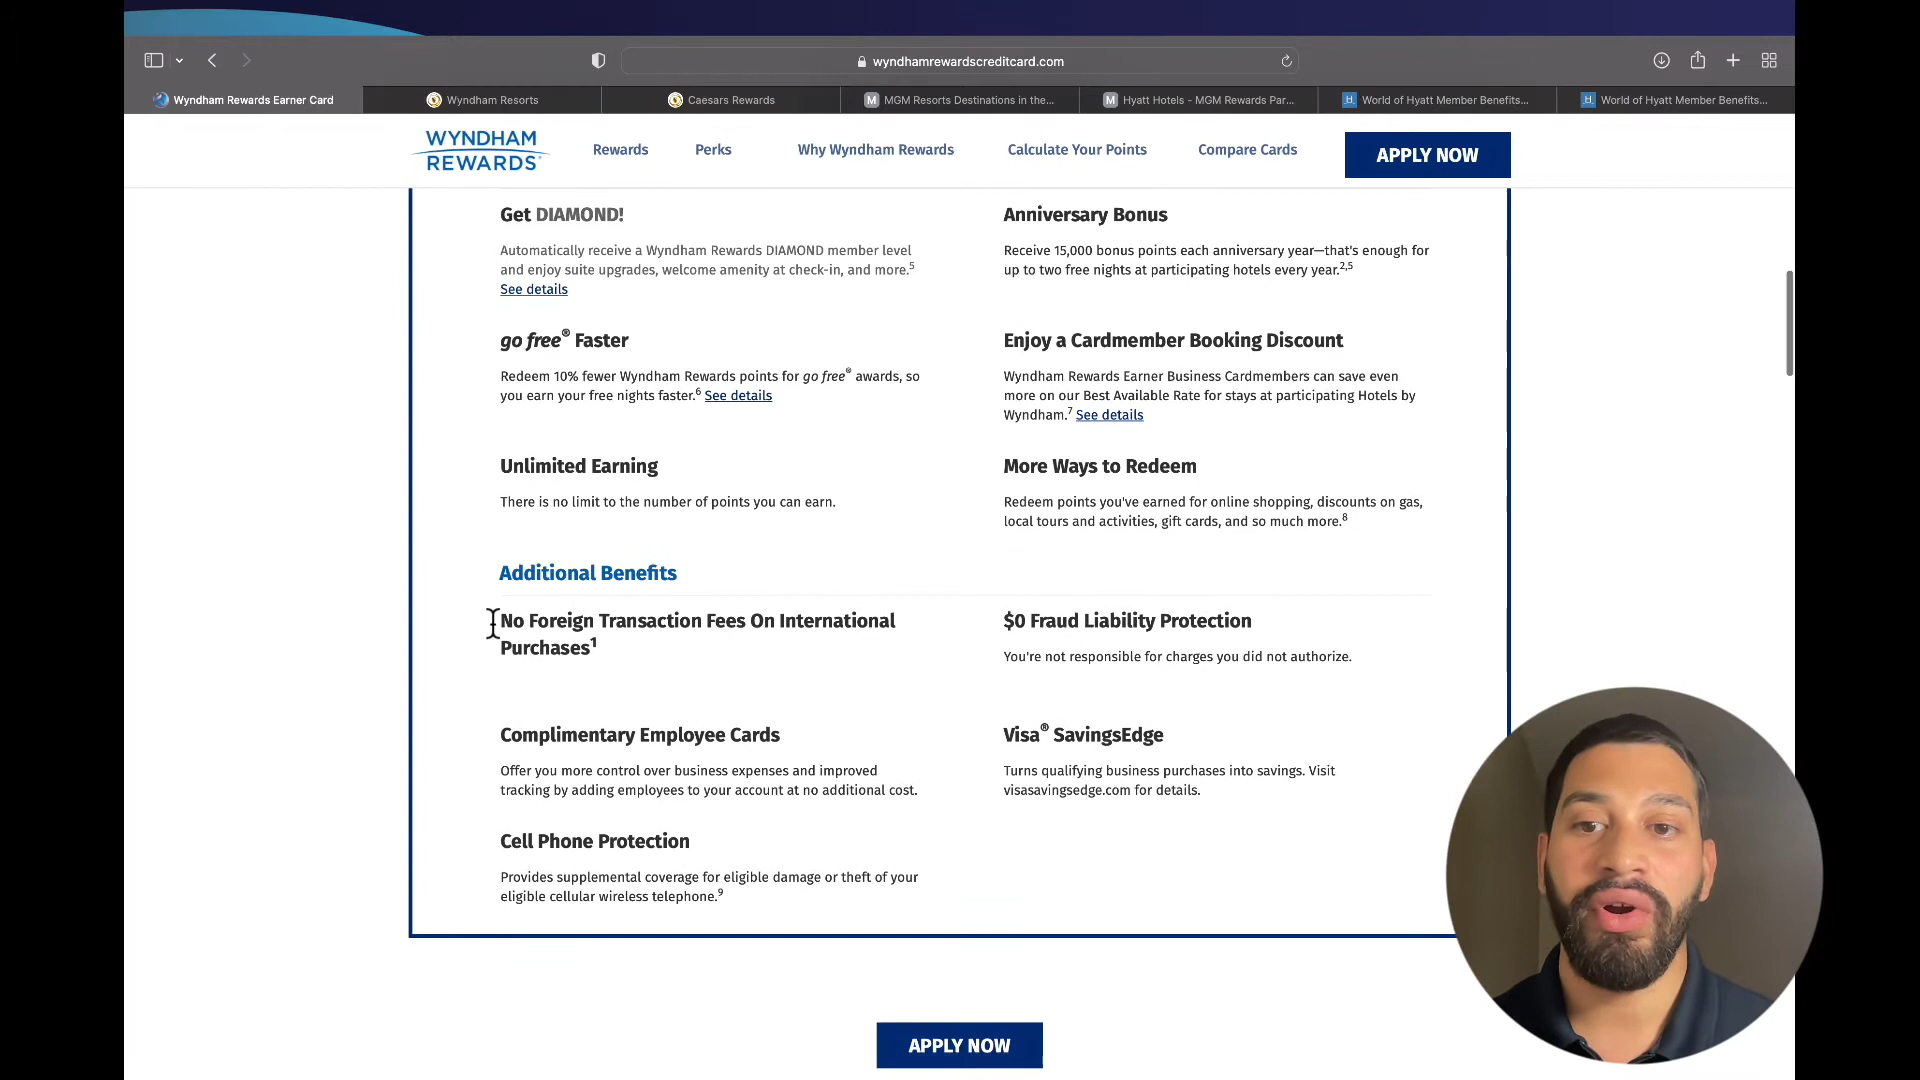 wyndhamrewardscreditcard.com
Wyndham Rewards Earner Card
Wyndham Resorts
Caesars Rewards
MGM Resorts Destinations in the...
Hyatt Hotels - MGM Rewards Par...
World of Hyatt Member Benefits...
World of Hyatt Member Benefits...
WYNDHAM
REWARDS®
Rewards
Perks
Why Wyndham Rewards
Calculate Your Points
Compare Cards
APPLY NOW
Get DIAMOND!
Automatically receive a Wyndham Rewards DIAMOND member level
and enjoy suite upgrades, welcome amenity at check-in, and more.5
See details
Anniversary Bonus
Receive 15,000 bonus points each anniversary year—that's enough for
up to two free nights at participating hotels every year.2,5
go free® Faster
Redeem 10% fewer Wyndham Rewards points for go free® awards, so
you earn your free nights faster.6 See details
Enjoy a Cardmember Booking Discount
Wyndham Rewards Earner Business Cardmembers can save even
more on our Best Available Rate for stays at participating Hotels by
Wyndham.7 See details
Unlimited Earning
There is no limit to the number of points you can earn.
More Ways to Redeem
Redeem points you've earned for online shopping, discounts on gas,
local tours and activities, gift cards, and so much more.8
Additional Benefits
No Foreign Transaction Fees On International
Purchases1
$0 Fraud Liability Protection
You're not responsible for charges you did not authorize.
Complimentary Employee Cards
Offer you more control over business expenses and improved
tracking by adding employees to your account at no additional cost.
Visa® SavingsEdge
Turns qualifying business purchases into savings. Visit
visasavingsedge.com for details.
Cell Phone Protection
Provides supplemental coverage for eligible damage or theft of your
eligible cellular wireless telephone.9
APPLY NOW